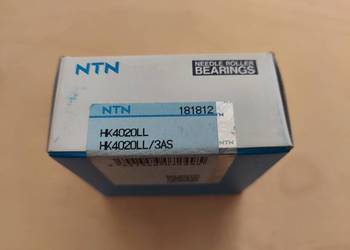 NTN
NEEDLE ROLLER
BEARINGS
NTN 181812
HK4020LL
HK4020LL/3AS
NTN